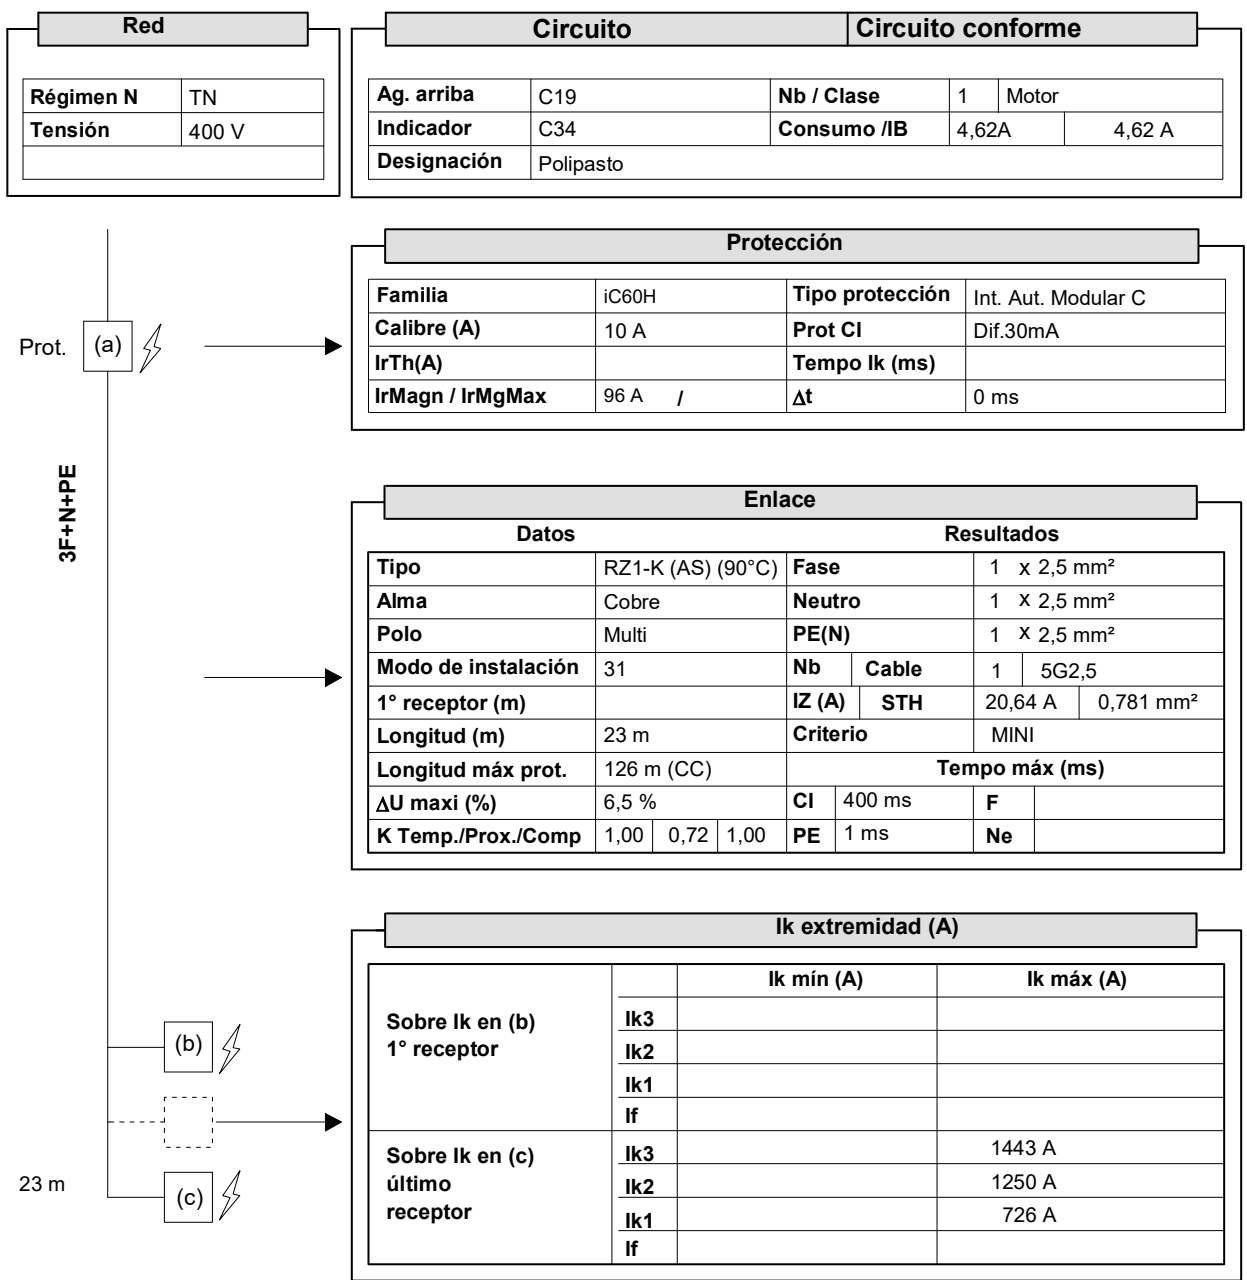 Red
Régimen N TN
Tensión 400 V
Circuito Circuito conforme
Ag. arriba C19 Nb / Clase 1 Motor
Indicador C34 Consumo /IB 4,62A 4,62 A
Designación Polipasto
Protección
Familia iC60H Tipo protección Int. Aut. Modular C
Calibre (A) 10 A Prot CI Dif.30mA
IrTh(A) Tempo Ik (ms)
IrMagn / IrMgMax 96 A / Δt 0 ms
Prot. (a)
3F+N+PE
Enlace
Datos Resultados
Tipo RZ1-K (AS) (90°C) Fase 1 x 2,5 mm²
Alma Cobre Neutro 1 x 2,5 mm²
Polo Multi PE(N) 1 x 2,5 mm²
Modo de instalación 31 Nb Cable 1 5G2,5
1° receptor (m) IZ (A) STH 20,64 A 0,781 mm²
Longitud (m) 23 m Criterio MINI
Longitud máx prot. 126 m (CC) Tempo máx (ms)
ΔU maxi (%) 6,5 % CI 400 ms F
K Temp./Prox./Comp 1,00 0,72 1,00 PE 1 ms Ne
Ik extremidad (A)
Ik mín (A) Ik máx (A)
Sobre Ik en (b)
1° receptor
Ik3
Ik2
Ik1
If
(b)
Sobre Ik en (c)
último
receptor
Ik3 1443 A
Ik2 1250 A
Ik1 726 A
If
23 m (c)